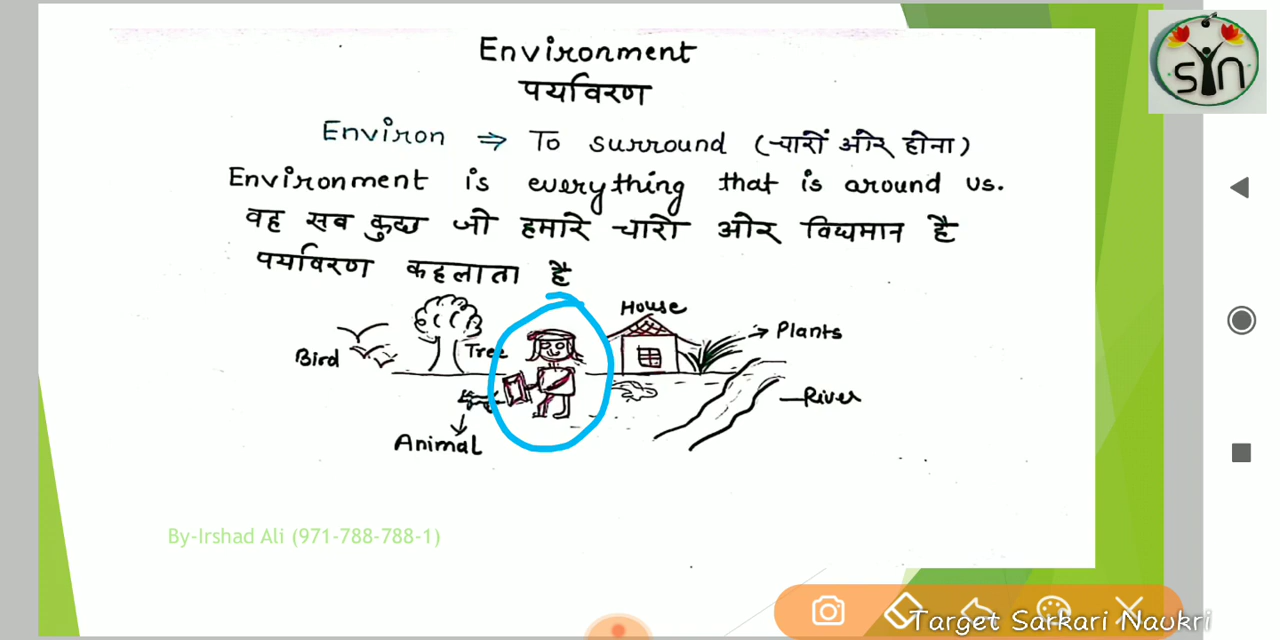 Environment
पर्यावरण
Environ ⇒ To surround (चारों ओर होना)
Environment is everything that is around us.
वह सब कुछ जो हमारे चारों ओर विद्यमान है
पर्यावरण कहलाता है
House
Plants
Tree
Bird
River
Animal
By-Irshad Ali (971-788-788-1)
SYN
Target Sarkari Naukri